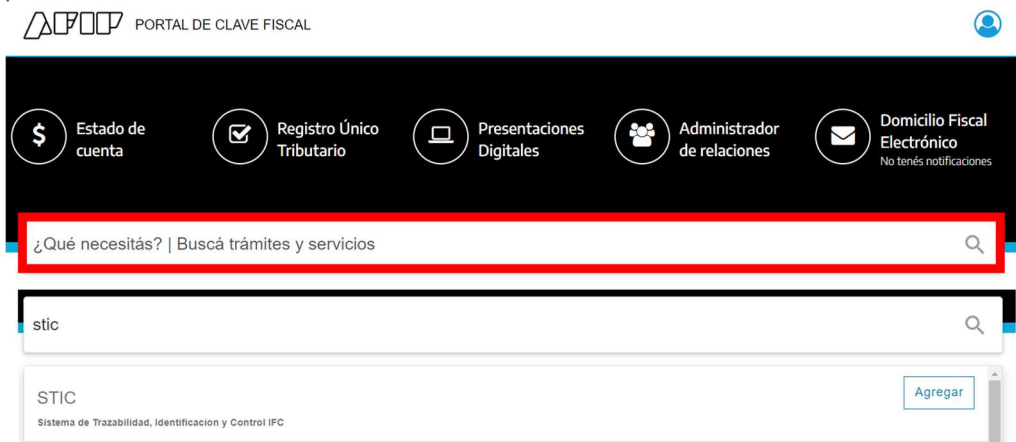 AFIP PORTAL DE CLAVE FISCAL
$ Estado de
cuenta
Registro Único
Tributario
Presentaciones
Digitales
Administrador
de relaciones
Domicilio Fiscal
Electrónico
No tenés notificaciones
¿Qué necesitás? | Buscá trámites y servicios
stic
STIC
Agregar
Sistema de Trazabilidad, Identificacion y Control IFC